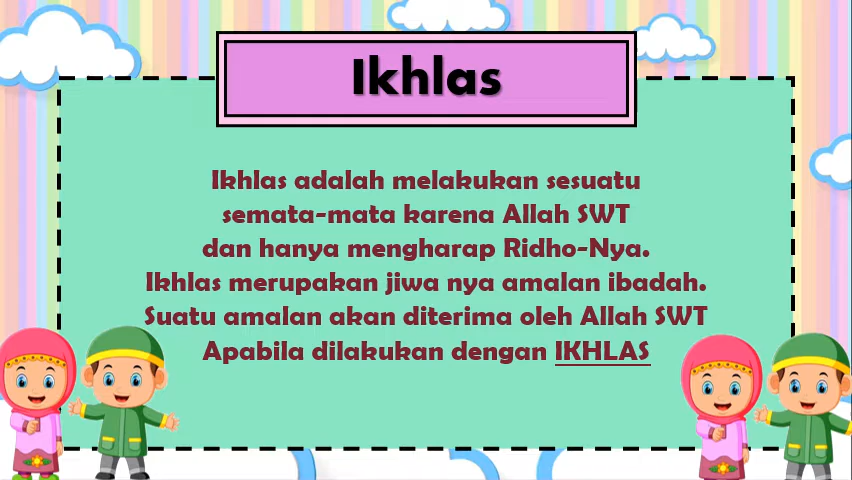 Ikhlas
Ikhlas adalah melakukan sesuatu
semata-mata karena Allah SWT
dan hanya mengharap Ridho-Nya.
Ikhlas merupakan jiwa nya amalan ibadah.
Suatu amalan akan diterima oleh Allah SWT
Apabila dilakukan dengan IKHLAS